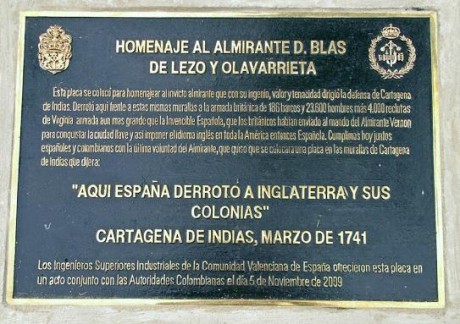 HOMENAJE AL ALMIRANTE D. BLAS
DE LEZO Y OLAVARRIETA
Esta placa se colocó para homenajear al invicto almirante que con su ingenio, valor y tenacidad dirigió la defensa de Cartagena
de Indias. Derrotó aquí frente a estas mismas murallas a la armada británica de 186 barcos y 23.600 hombres más 4.000 reclutas
de Virginia, armada aun mas grande que la Invencible Española, que los británicos habían enviado al mando del Almirante Vernon
para conquistar la ciudad llave y así imponer el idioma inglés en toda la América entonces Española. Cumplimos hoy juntos
españoles y colombianos con la última voluntad del Almirante, que quiso que se colocara una placa en las murallas de Cartagena
de Indias que dijera:
"AQUI ESPAÑA DERROTO A INGLATERRA Y SUS
COLONIAS"
CARTAGENA DE INDIAS, MARZO DE 1741
Los Ingenieros Superiores Industriales de la Comunidad Valenciana de España ofrecieron esta placa en
un acto conjunto con las Autoridades Colombianas el día 5 de Noviembre de 2009